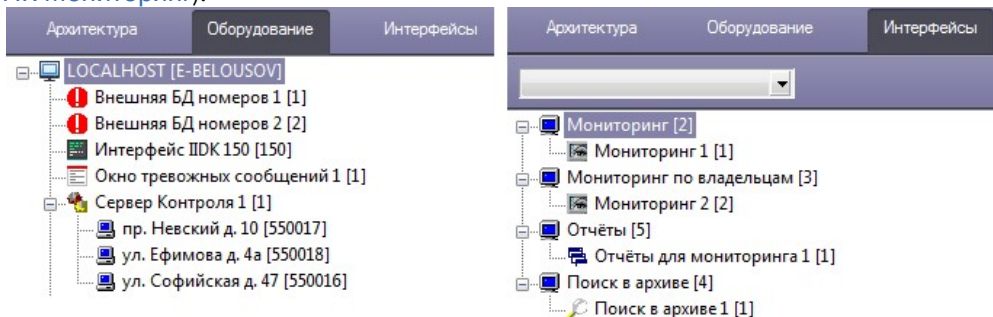 Архитектура Оборудование Интерфейсы
LOCALHOST [E-BELOUSOV]
Внешняя БД номеров 1 [1]
Внешняя БД номеров 2 [2]
Интерфейс IIDK 150 [150]
Окно тревожных сообщений 1 [1]
Сервер Контроля 1 [1]
пр. Невский д. 10 [550017]
ул. Ефимова д. 4а [550018]
ул. Софийская д. 47 [550016]
Архитектура Оборудование Интерфейсы
Мониторинг [2]
Мониторинг 1 [1]
Мониторинг по владельцам [3]
Мониторинг 2 [2]
Отчёты [5]
Отчёты для мониторинга 1 [1]
Поиск в архиве [4]
Поиск в архиве 1 [1]